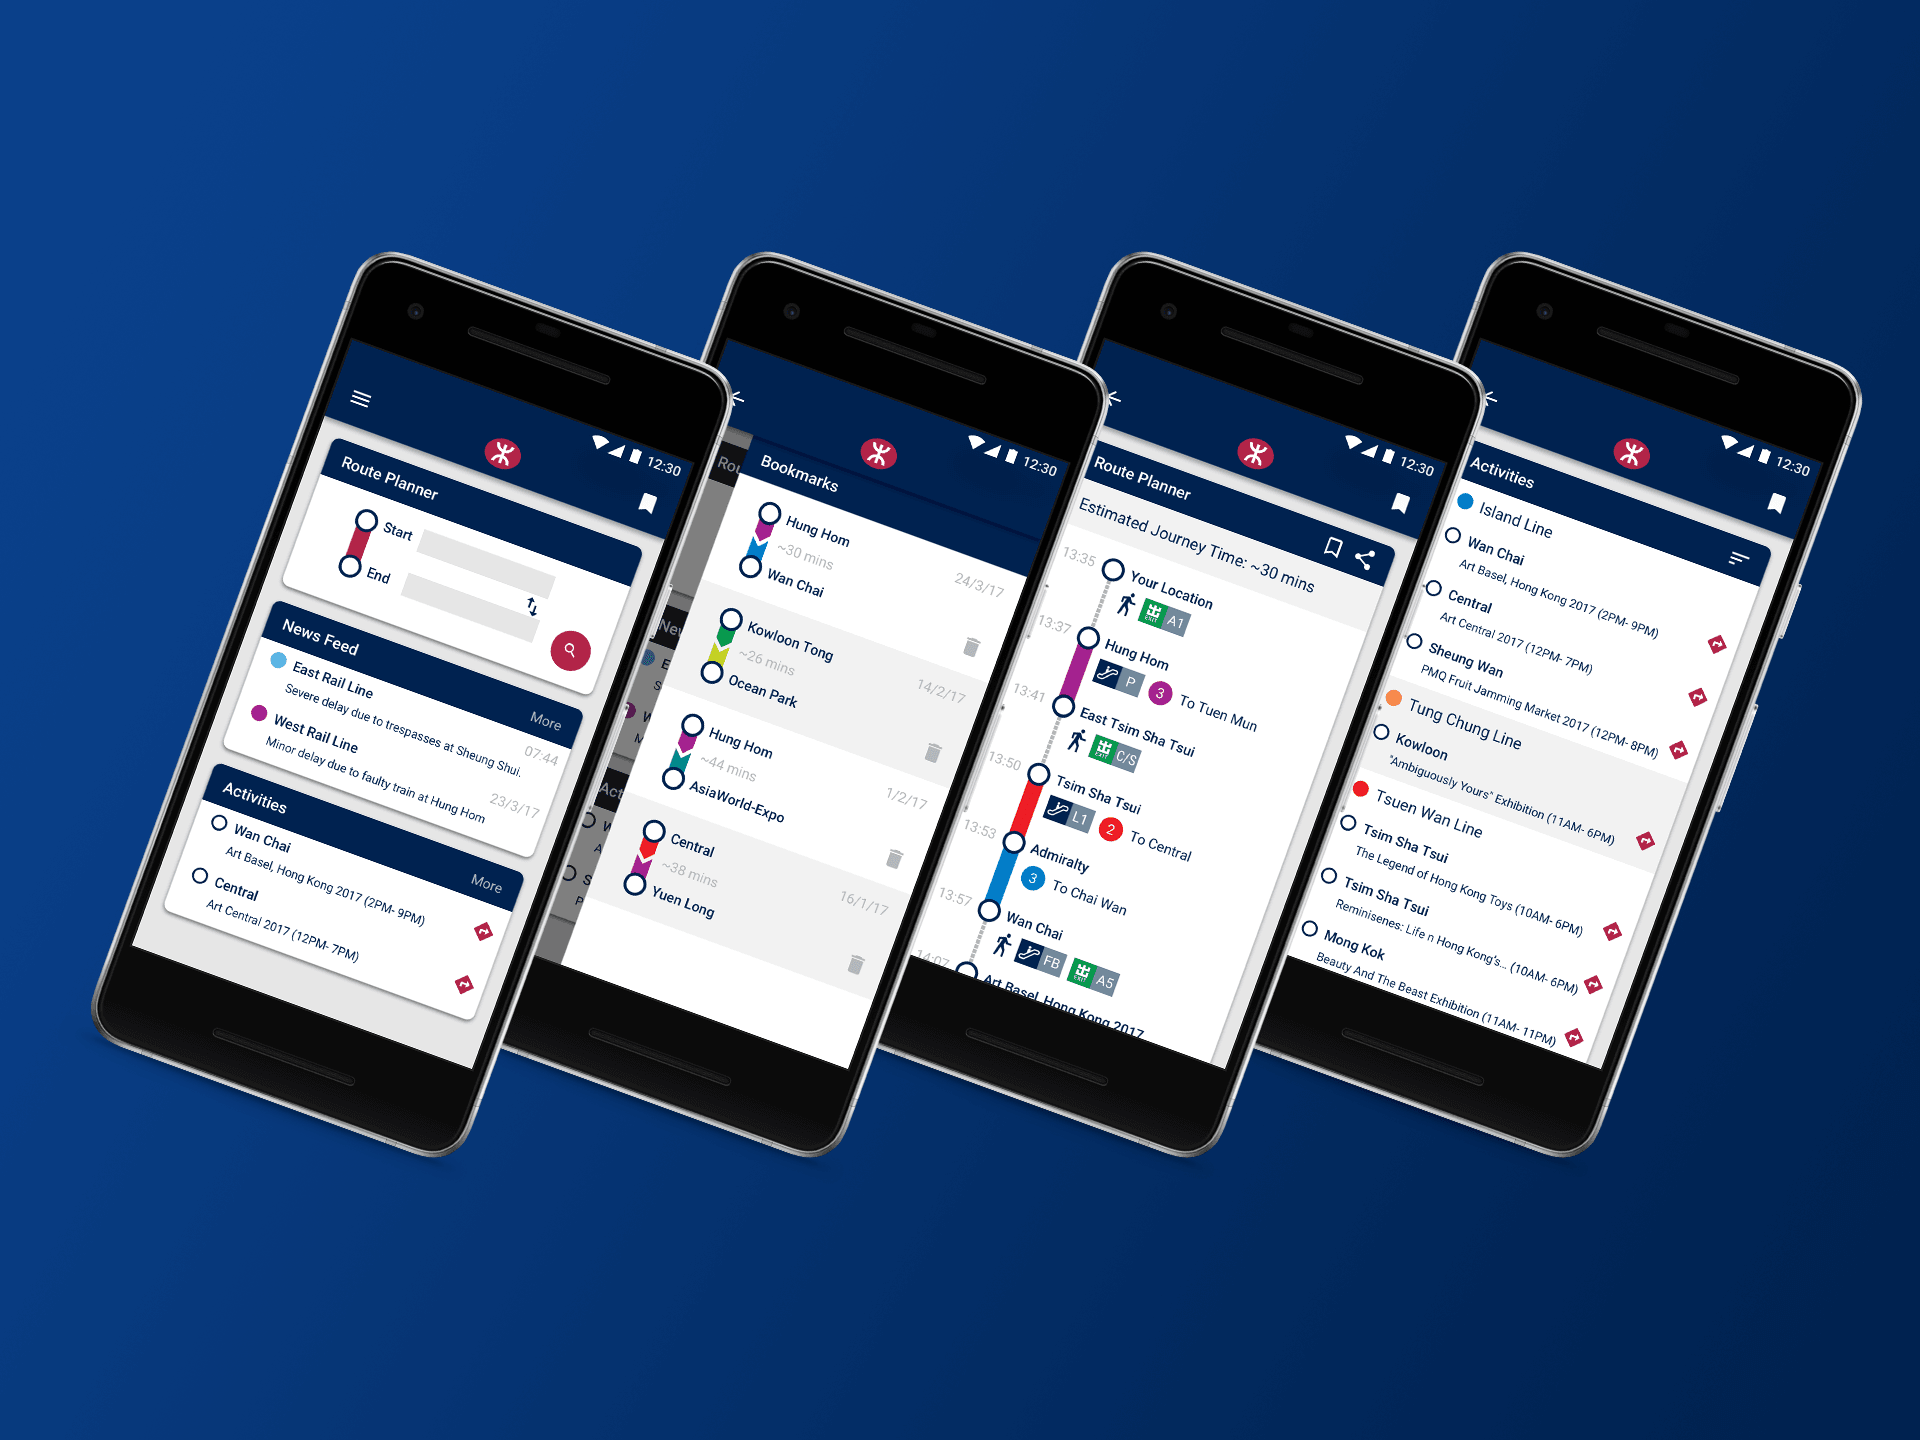 12:30
Route Planner
Start
End
News Feed
More
East Rail Line
07:44
Severe delay due to trespasses at Sheung Shui.
West Rail Line
23/3/17
Minor delay due to faulty train at Hung Hom
Activities
More
Wan Chai
Art Basel, Hong Kong 2017 (2PM- 9PM)
Central
Art Central 2017 (12PM- 7PM)
12:30
Bookmarks
Hung Hom
~30 mins
24/3/17
Wan Chai
Kowloon Tong
~26 mins
14/2/17
Ocean Park
Hung Hom
~44 mins
1/2/17
AsiaWorld-Expo
Central
~38 mins
16/1/17
Yuen Long
12:30
Route Planner
Estimated Journey Time: ~30 mins
13:35
Your Location
EXIT A1
13:37
Hung Hom
P 3 To Tuen Mun
13:41
East Tsim Sha Tsui
EXIT C/S
13:50
Tsim Sha Tsui
L1 2 To Central
13:53
Admiralty
3 To Chai Wan
13:57
Wan Chai
FB EXIT A5
14:07
Art Basel, Hong Kong 2017
12:30
Activities
Island Line
Wan Chai
Art Basel, Hong Kong 2017 (2PM- 9PM)
Central
Art Central 2017 (12PM- 7PM)
Sheung Wan
PMQ Fruit Jamming Market 2017 (12PM- 8PM)
Tung Chung Line
Kowloon
"Ambiguously Yours" Exhibition (11AM- 6PM)
Tsuen Wan Line
Tsim Sha Tsui
The Legend of Hong Kong Toys (10AM- 6PM)
Tsim Sha Tsui
Reminisenes: Life n Hong Kong's... (10AM- 6PM)
Mong Kok
Beauty And The Beast Exhibition (11AM- 11PM)